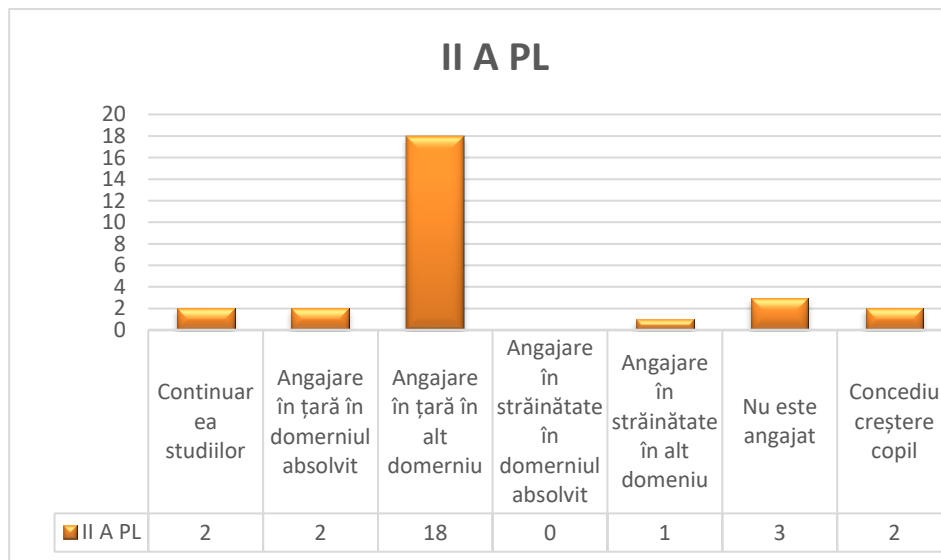 II A PL
20
18
16
14
12
10
8
6
4
2
0
Continuar
ea
studiilor
Angajare
în țară în
domerniul
absolvit
Angajare
în țară în
alt
domerniu
Angajare
în
străinătate
în
domerniul
absolvit
Angajare
în
străinătate
în alt
domeniu
Nu este
angajat
Concediu
creștere
copil
II A PL 2 2 18 0 1 3 2